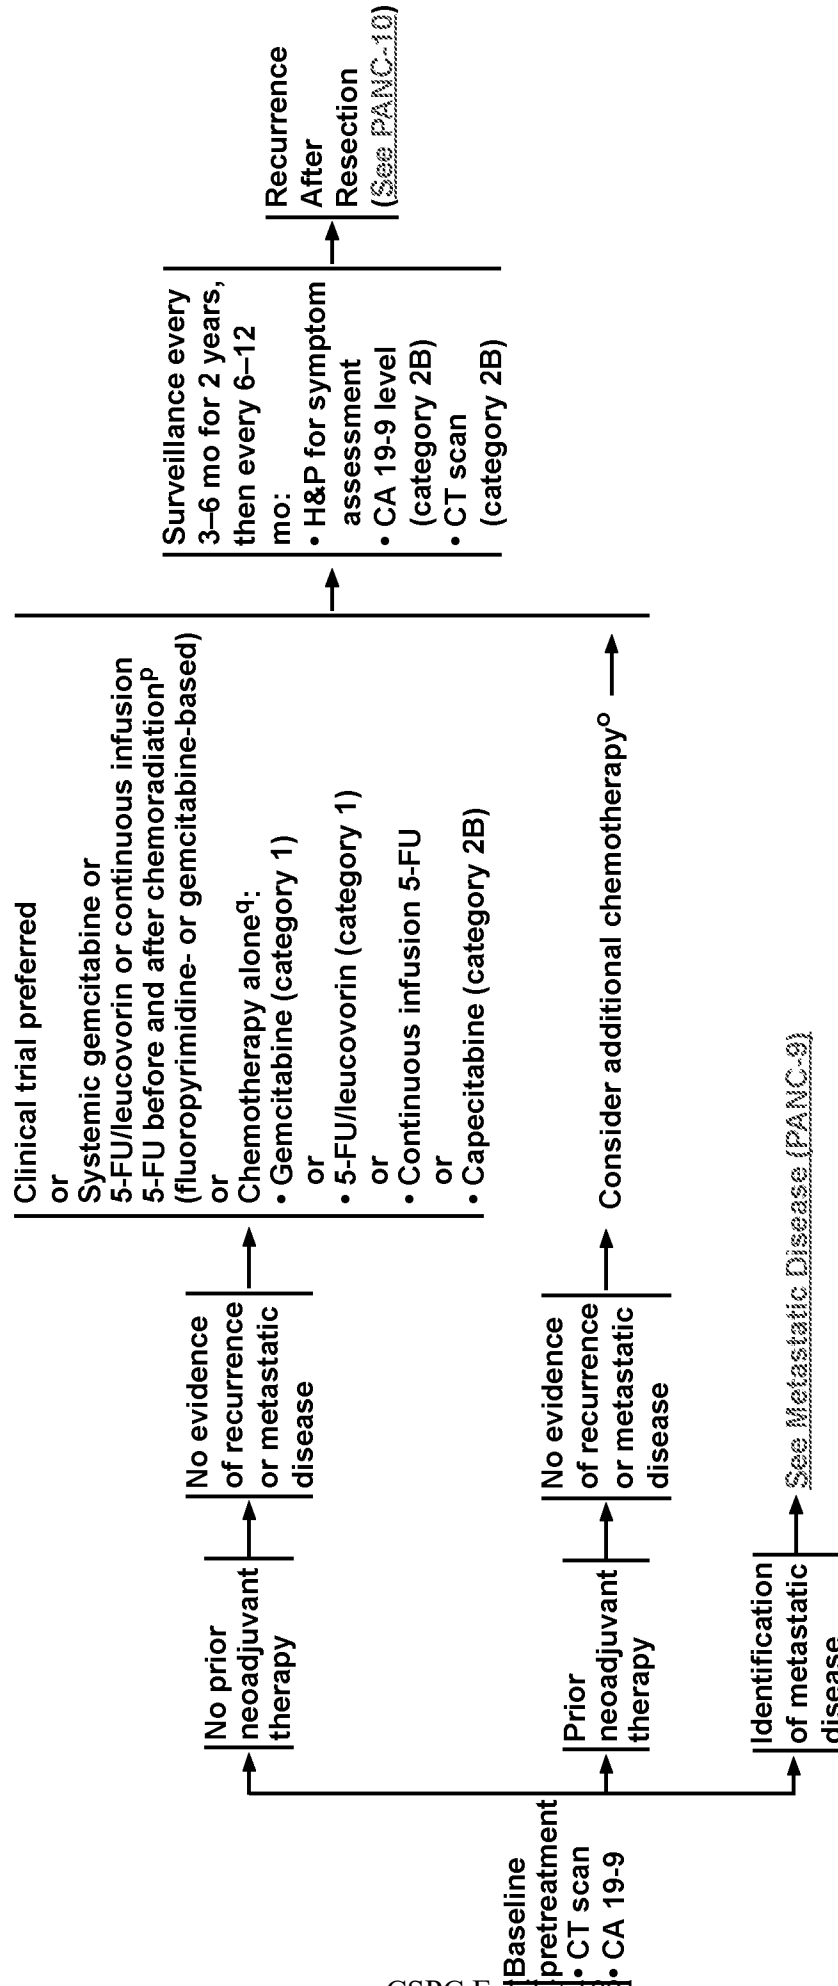 Baseline
pretreatment
• CT scan
• CA 19-9
No prior
neoadjuvant
therapy
No evidence
of recurrence
or metastatic
disease
Clinical trial preferred
or
Systemic gemcitabine or
5-FU/leucovorin or continuous infusion
5-FU before and after chemoradiationᵖ
(fluoropyrimidine- or gemcitabine-based)
or
Chemotherapy alone^q:
• Gemcitabine (category 1)
or
• 5-FU/leucovorin (category 1)
or
• Continuous infusion 5-FU
or
• Capecitabine (category 2B)
Prior
neoadjuvant
therapy
No evidence
of recurrence
or metastatic
disease
Consider additional chemotherapyᵒ
Identification
of metastatic
disease
See Metastatic Disease (PANC-9)
Surveillance every
3–6 mo for 2 years,
then every 6–12
mo:
• H&P for symptom
assessment
• CA 19-9 level
(category 2B)
• CT scan
(category 2B)
Recurrence
After
Resection
(See PANC-10)